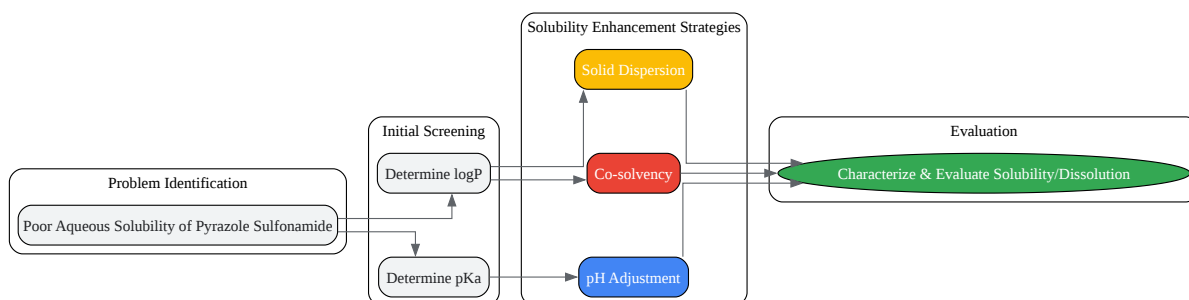 Problem Identification
Poor Aqueous Solubility of Pyrazole Sulfonamide
Initial Screening
Determine logP
Determine pKa
Solubility Enhancement Strategies
Solid Dispersion
Co-solvency
pH Adjustment
Evaluation
Characterize & Evaluate Solubility/Dissolution